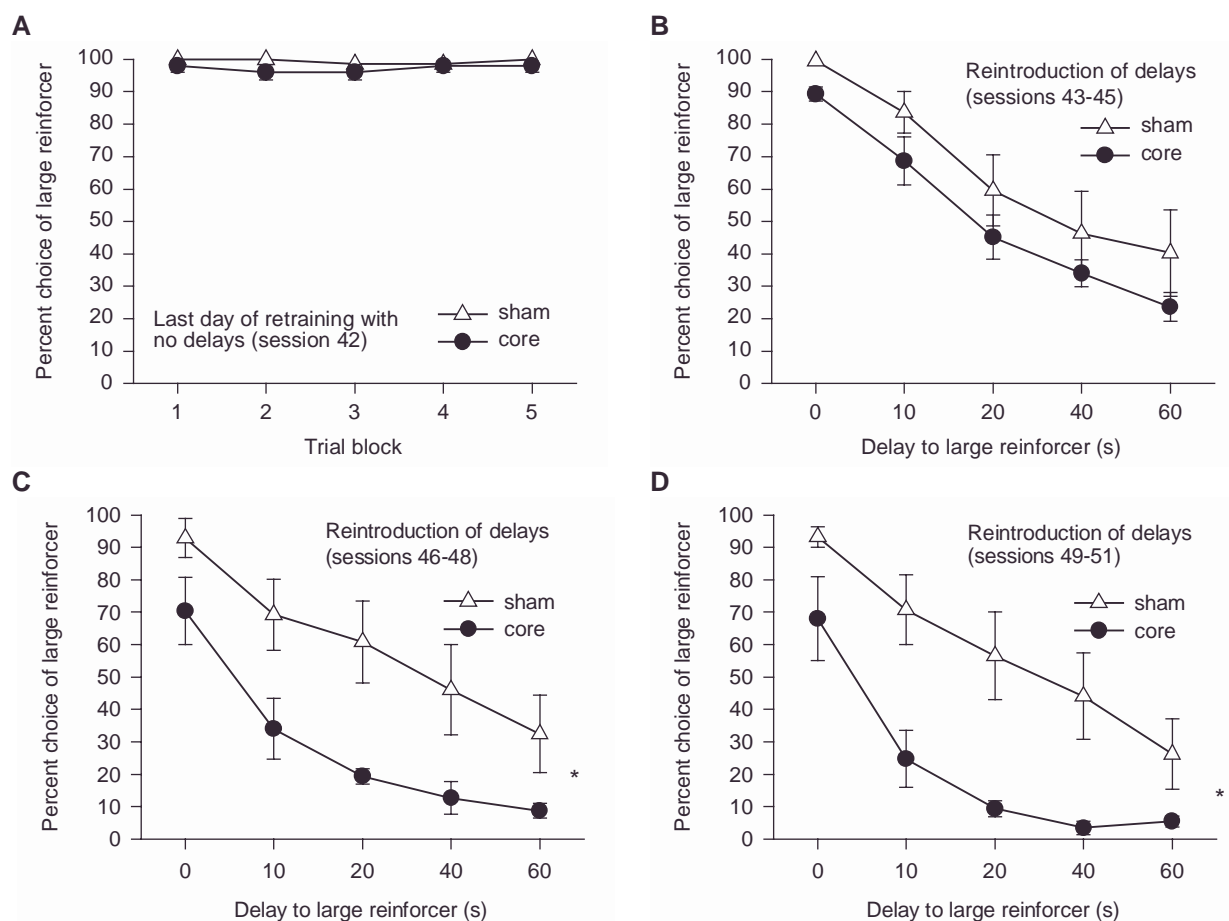 A
Percent choice of large reinforcer
100
90
80
70
60
50
40
30
20
10
0
Last day of retraining with
no delays (session 42)
sham
core
1 2 3 4 5
Trial block
B
Percent choice of large reinforcer
100
90
80
70
60
50
40
30
20
10
0
Reintroduction of delays
(sessions 43-45)
sham
core
0 10 20 40 60
Delay to large reinforcer (s)
C
Percent choice of large reinforcer
100
90
80
70
60
50
40
30
20
10
0
Reintroduction of delays
(sessions 46-48)
sham
core
*
0 10 20 40 60
Delay to large reinforcer (s)
D
Percent choice of large reinforcer
100
90
80
70
60
50
40
30
20
10
0
Reintroduction of delays
(sessions 49-51)
sham
core
*
0 10 20 40 60
Delay to large reinforcer (s)